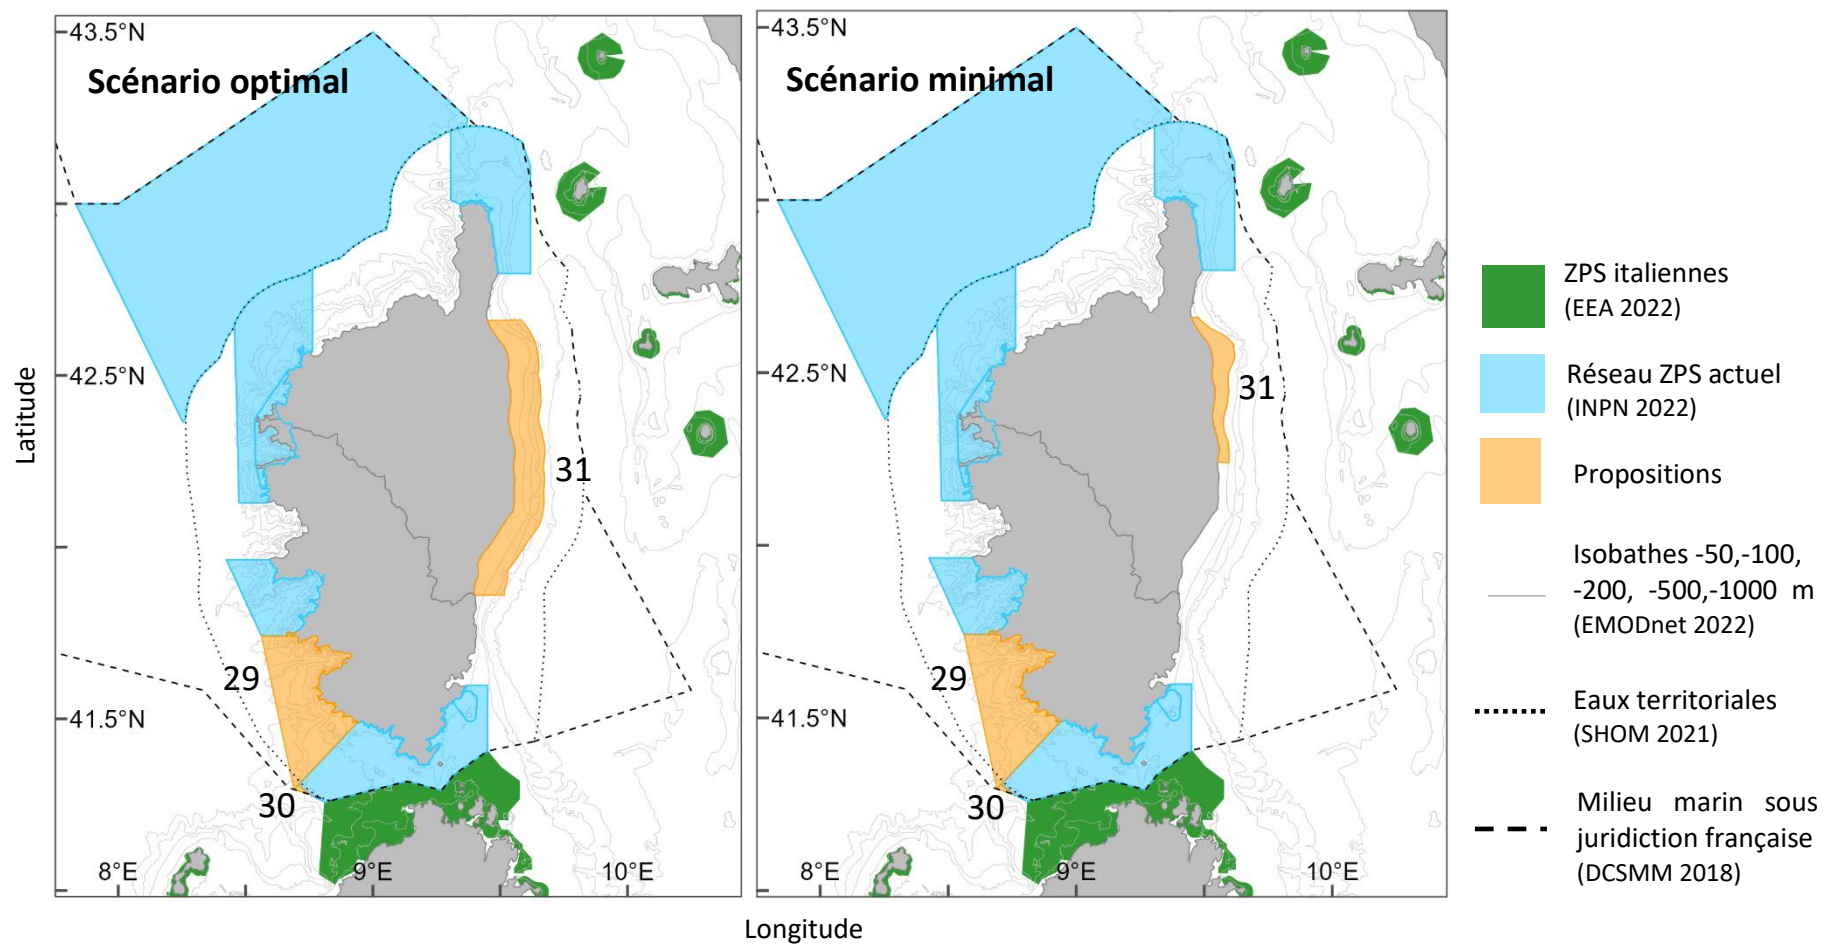 Scénario optimal
43.5°N
42.5°N
41.5°N
31
29
30
8°E
9°E
10°E
Latitude
Scénario minimal
43.5°N
42.5°N
41.5°N
31
29
30
8°E
9°E
10°E
Longitude
ZPS italiennes
(EEA 2022)
Réseau ZPS actuel
(INPN 2022)
Propositions
Isobathes -50,-100,
-200, -500,-1000 m
(EMODnet 2022)
Eaux territoriales
(SHOM 2021)
Milieu marin sous
juridiction française
(DCSMM 2018)